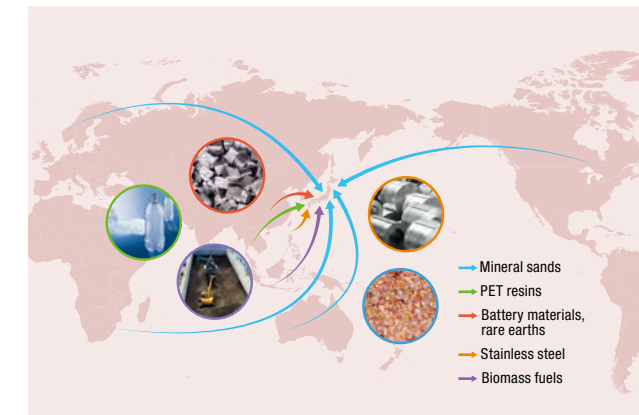 Mineral sands
PET resins
Battery materials,
rare earths
Stainless steel
Biomass fuels